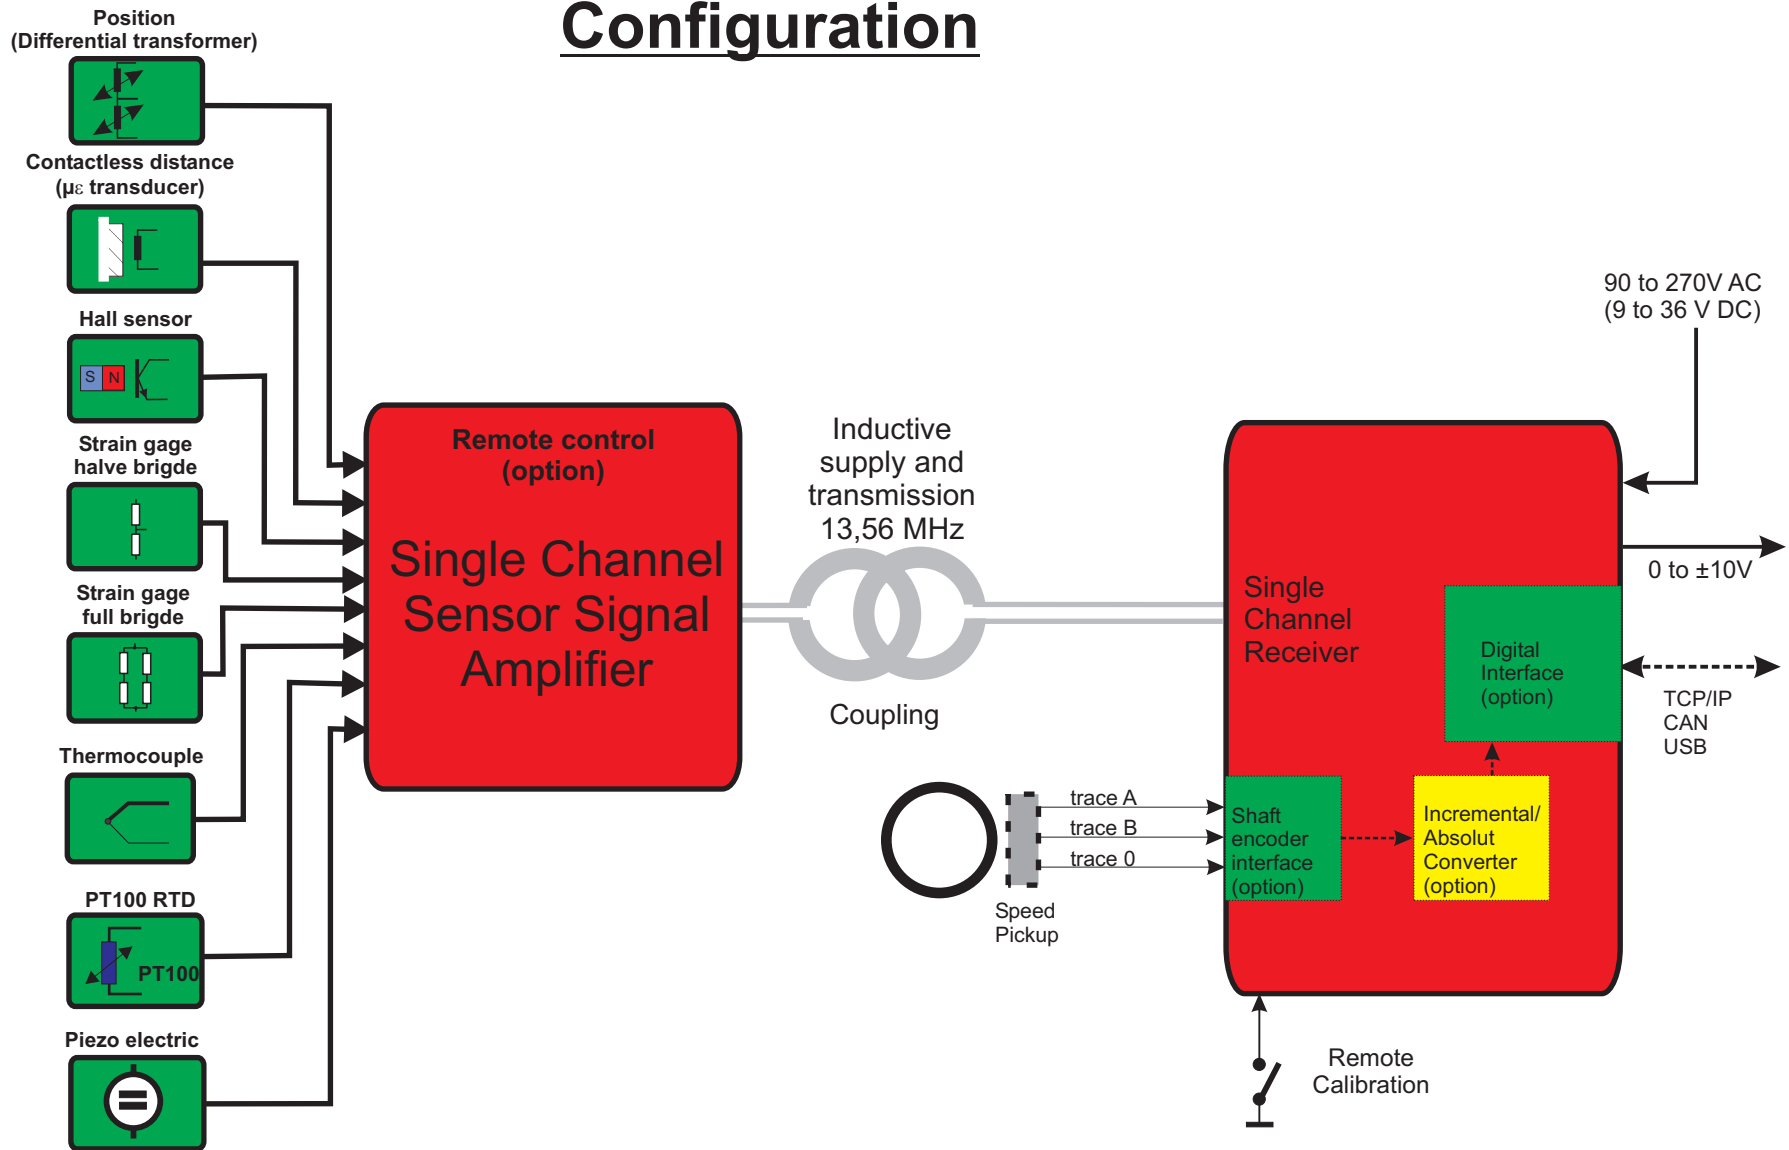 Configuration
Position
(Differential transformer)
Contactless distance
(µε transducer)
Hall sensor
S N
Strain gage
halve brigde
Strain gage
full brigde
Thermocouple
PT100 RTD
PT100
Piezo electric
Remote control
(option)
Single Channel
Sensor Signal
Amplifier
Inductive
supply and
transmission
13,56 MHz
Coupling
trace A
trace B
trace 0
Speed
Pickup
90 to 270V AC
(9 to 36 V DC)
0 to ±10V
Single
Channel
Receiver
Digital
Interface
(option)
TCP/IP
CAN
USB
Shaft
encoder
interface
(option)
Incremental/
Absolut
Converter
(option)
Remote
Calibration